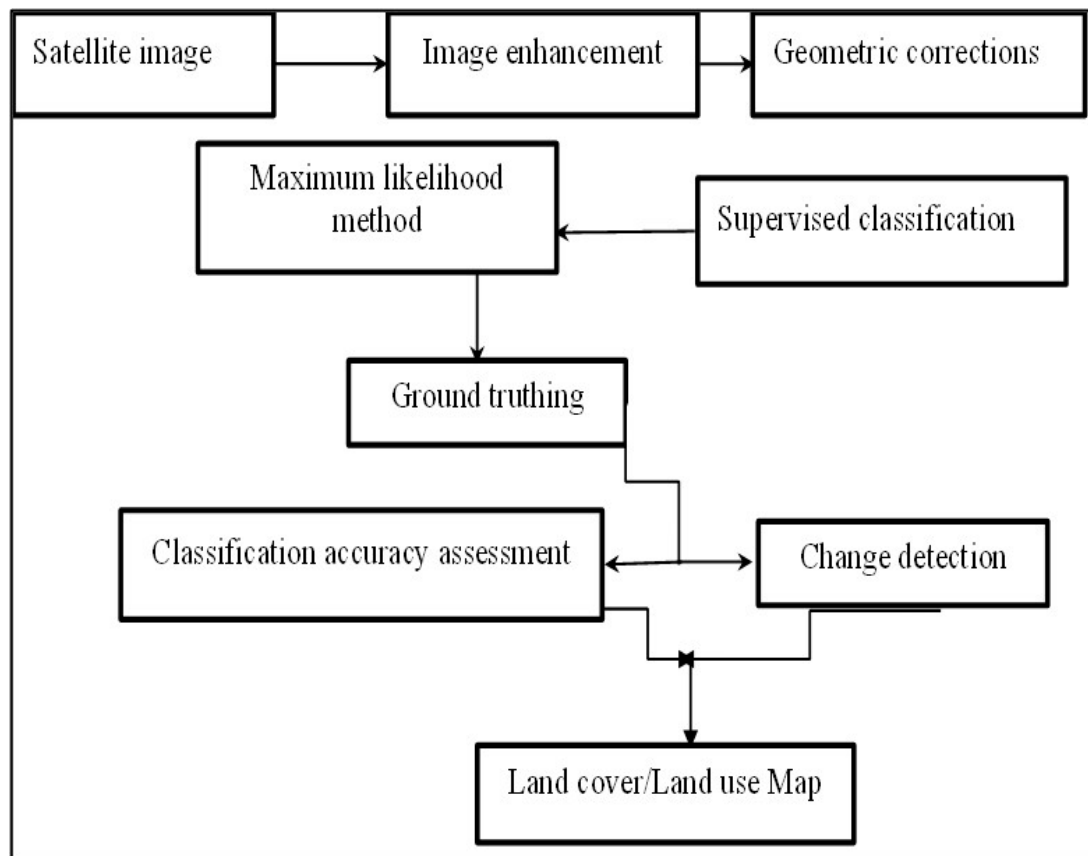 Satellite image
Image enhancement
Geometric corrections
Maximum likelihood
method
Supervised classification
Ground truthing
Classification accuracy assessment
Change detection
Land cover/Land use Map